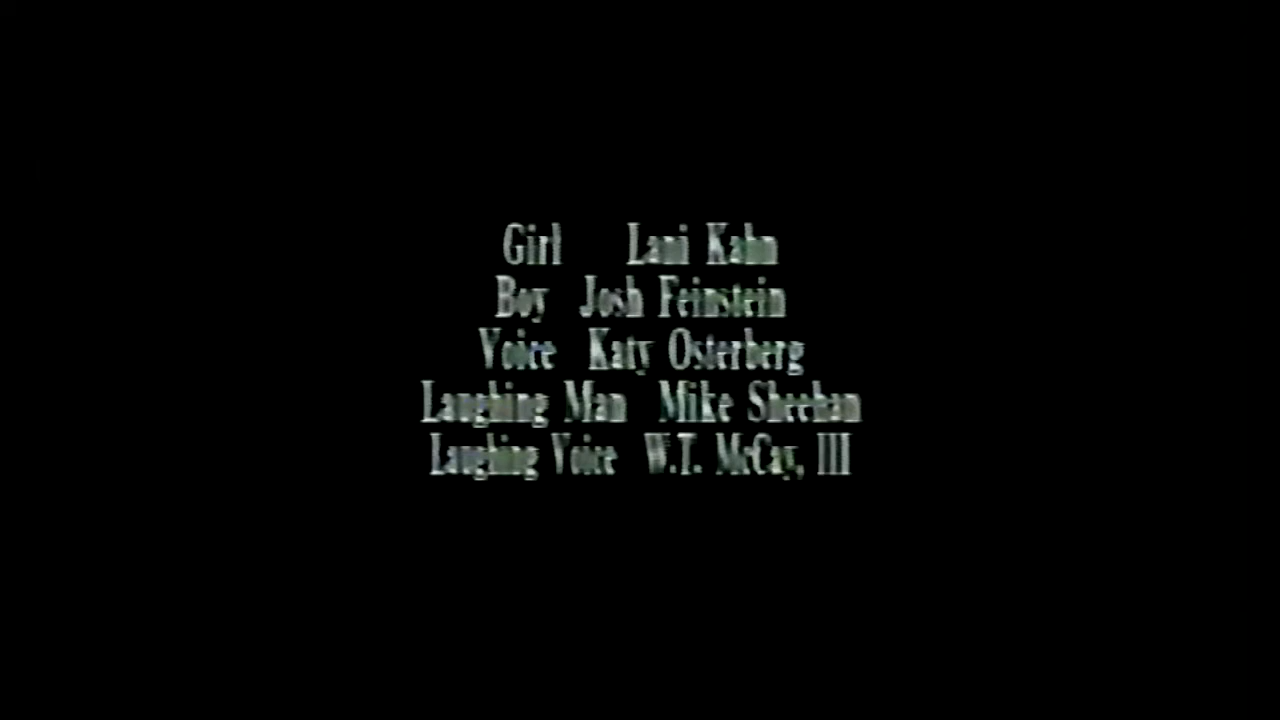 Girl Lani Kahn
Boy Josh Feinstein
Voice Katy Osterberg
Laughing Man Mike Sheehan
Laughing Voice W.T. McCay, III